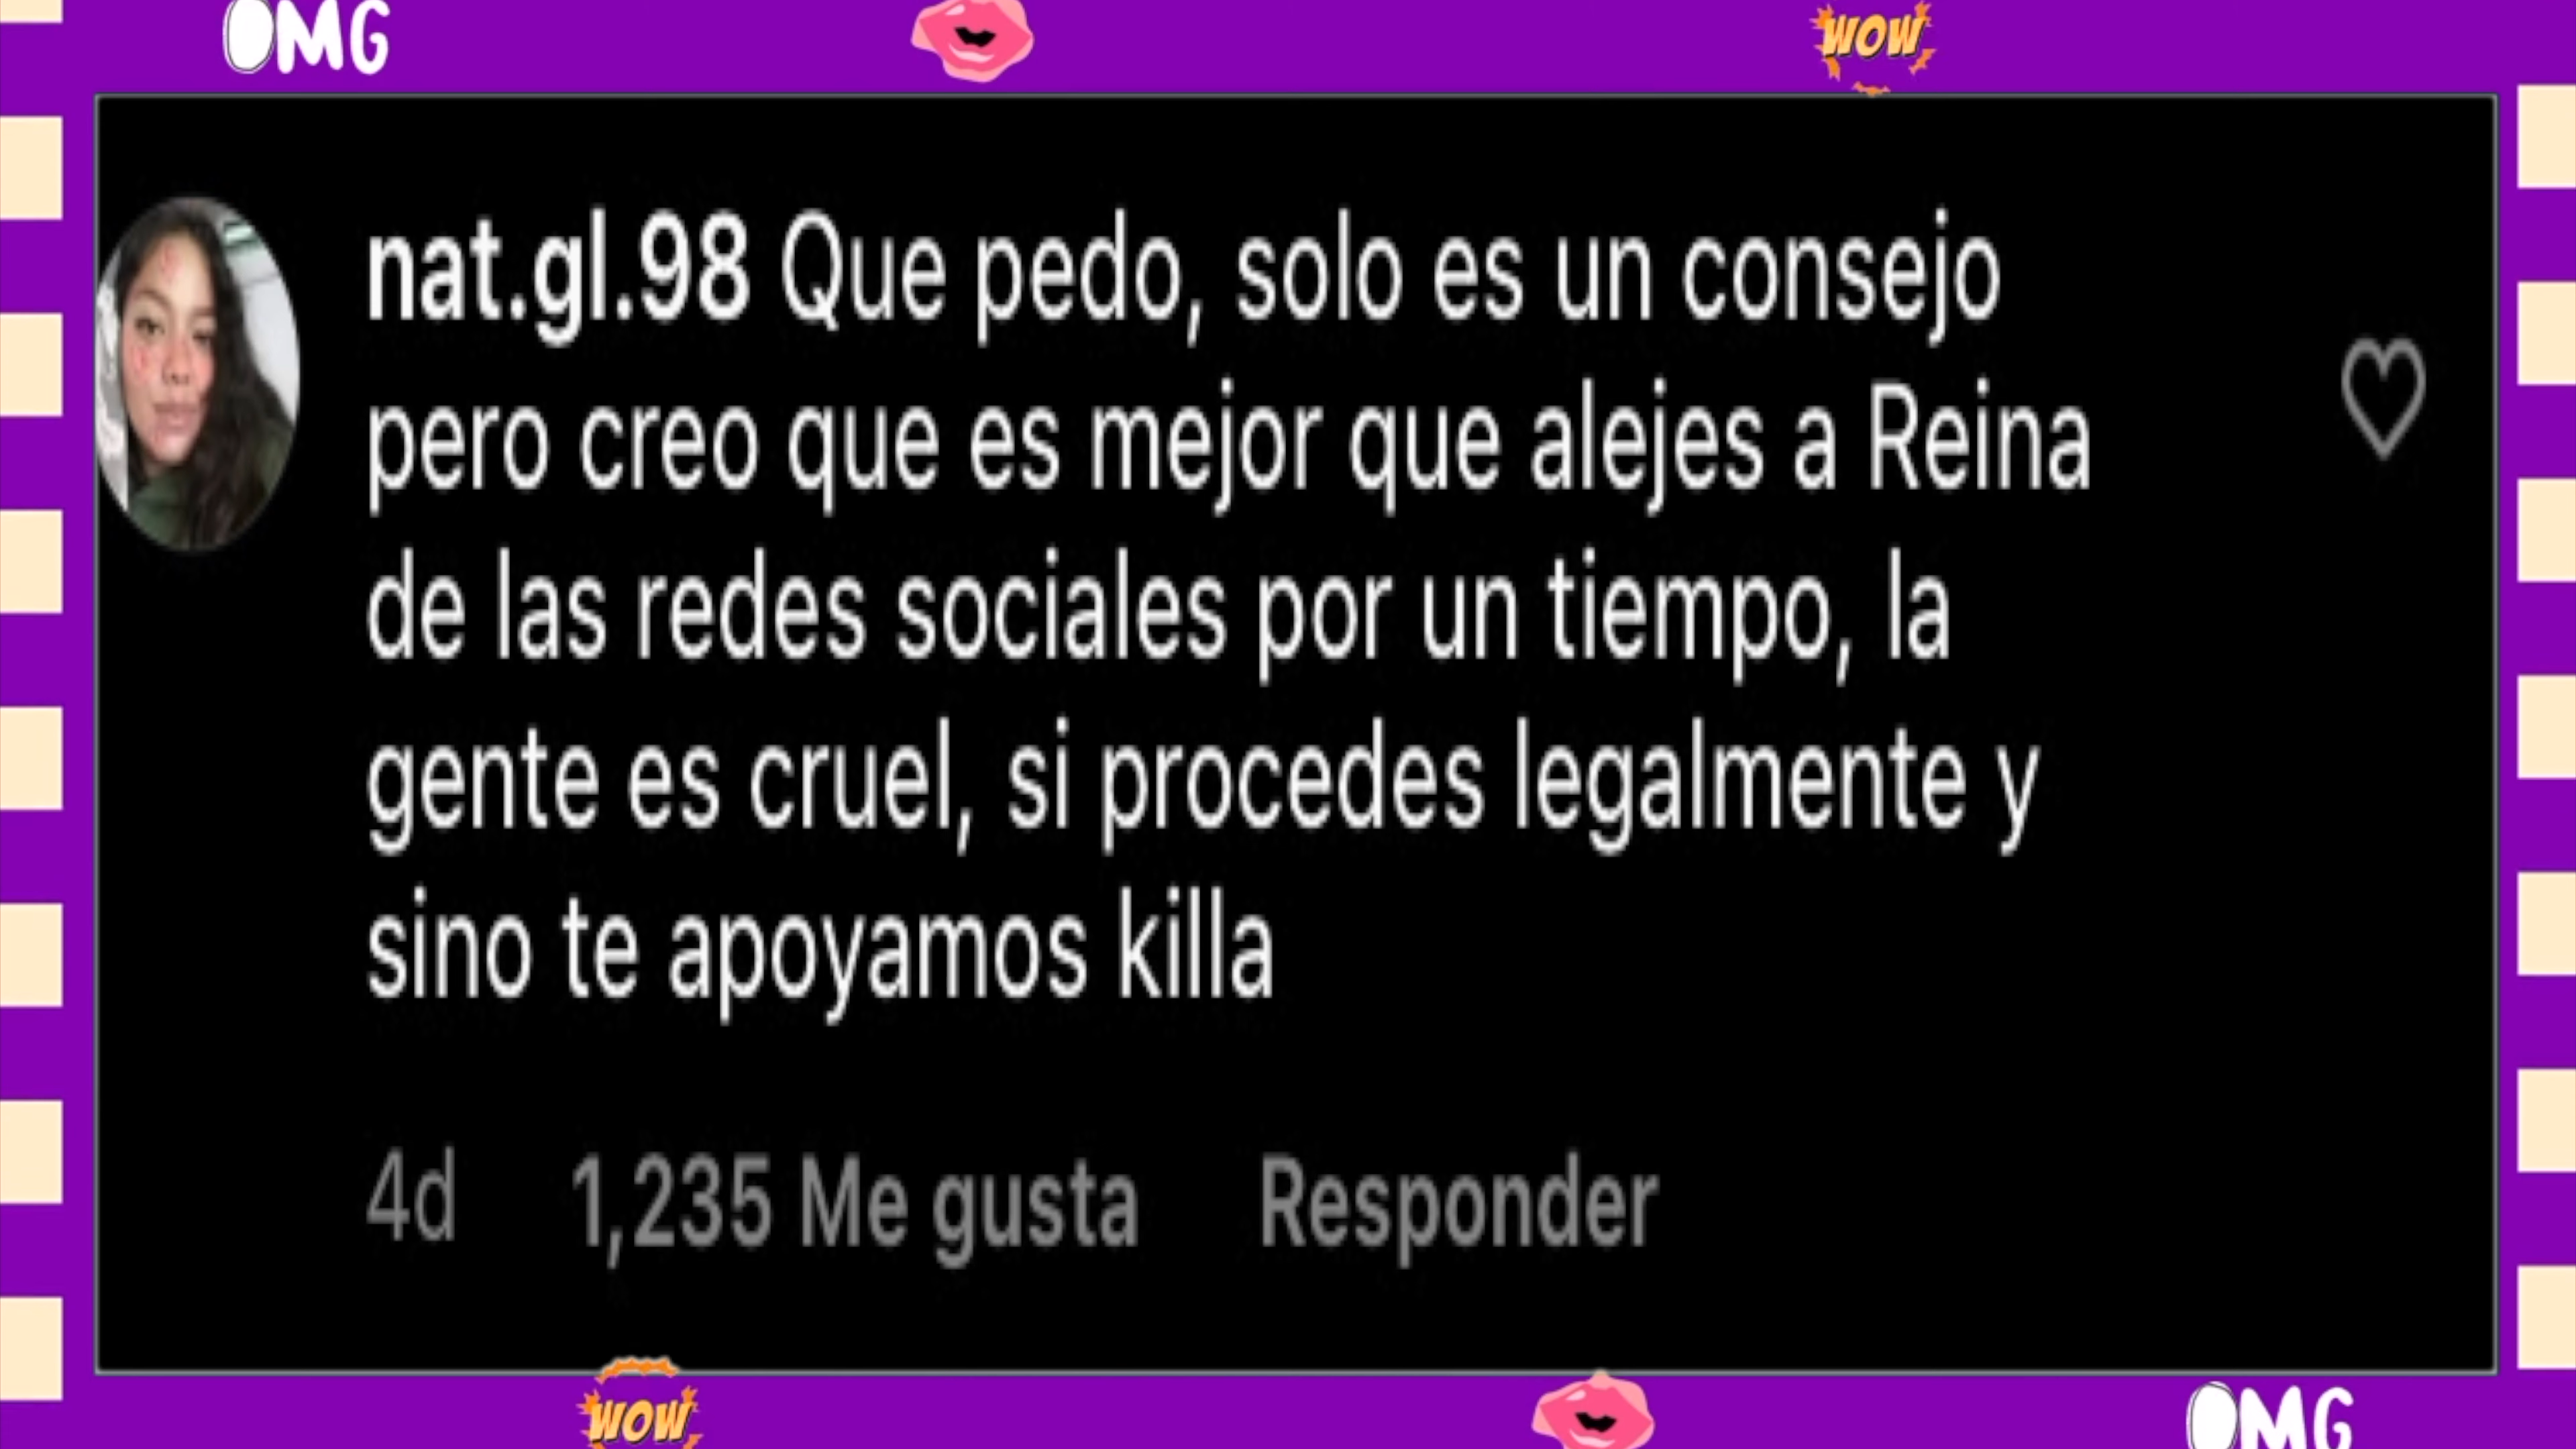 OMG
WOW
nat.gl.98 Que pedo, solo es un consejo
pero creo que es mejor que alejes a Reina
de las redes sociales por un tiempo, la
gente es cruel, si procedes legalmente y
sino te apoyamos killa
4d 1,235 Me gusta Responder
WOW
OMG